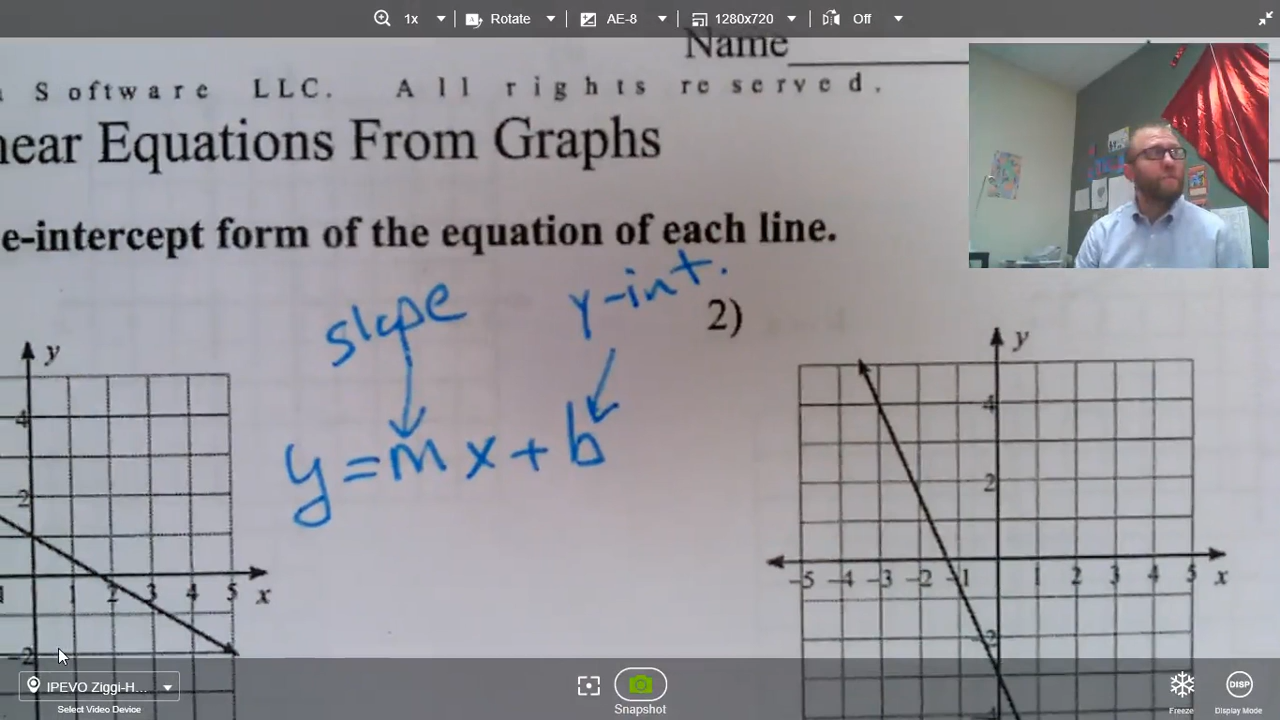 1x Rotate AE-8 1280x720 Off
Name
Software LLC. All rights reserved.
near Equations From Graphs
e-intercept form of the equation of each line.
slope y-int.
2)
y = mx + b
y
4
2
1 2 3 4 5 x
-2
y
4
2
-5 -4 -3 -2 -1 1 2 3 4 5 x
-2
-4
IPEVO Ziggi-H...
Select Video Device
Snapshot
Freeze
DISP
Display Mode